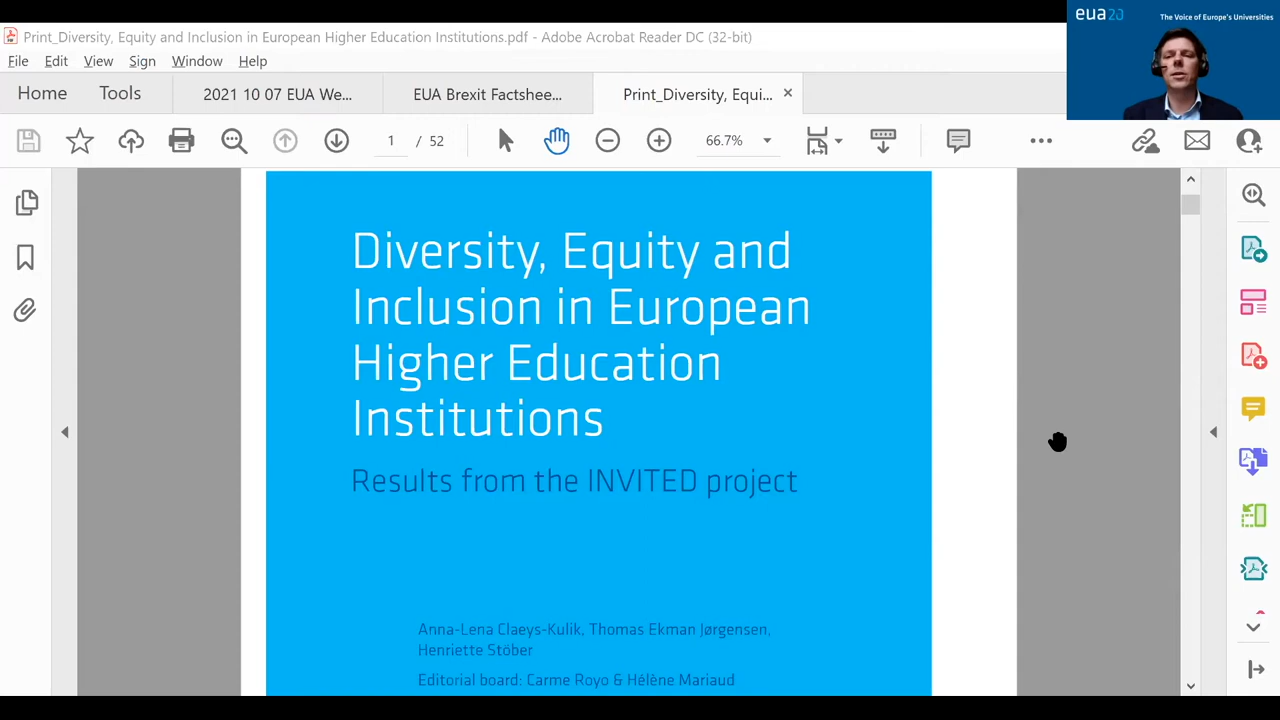 eua20
The Voice of Europe's Universities
Print_Diversity, Equity and Inclusion in European Higher Education Institutions.pdf - Adobe Acrobat Reader DC (32-bit)
File Edit View Sign Window Help
Home Tools 2021 10 07 EUA We... EUA Brexit Factshee... Print_Diversity, Equi...
1 / 52 66.7%
Diversity, Equity and
Inclusion in European
Higher Education
Institutions
Results from the INVITED project
Anna-Lena Claeys-Kulik, Thomas Ekman Jørgensen,
Henriette Stöber
Editorial board: Carme Royo & Hélène Mariaud